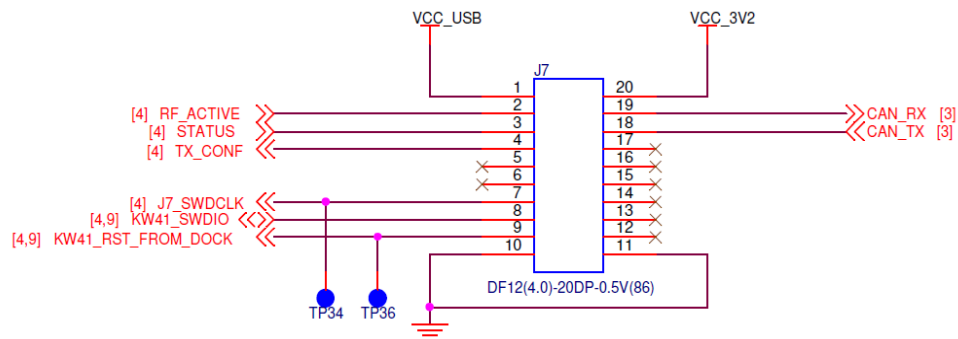 VCC_USB VCC_3V2
J7
1 20
[4] RF_ACTIVE 2 19 CAN_RX [3]
[4] STATUS 3 18 CAN_TX [3]
[4] TX_CONF 4 17
5 16
6 15
[4] J7_SWDCLK 7 14
[4,9] KW41_SWDIO 8 13
[4,9] KW41_RST_FROM_DOCK 9 12
10 11
DF12(4.0)-20DP-0.5V(86)
TP34 TP36